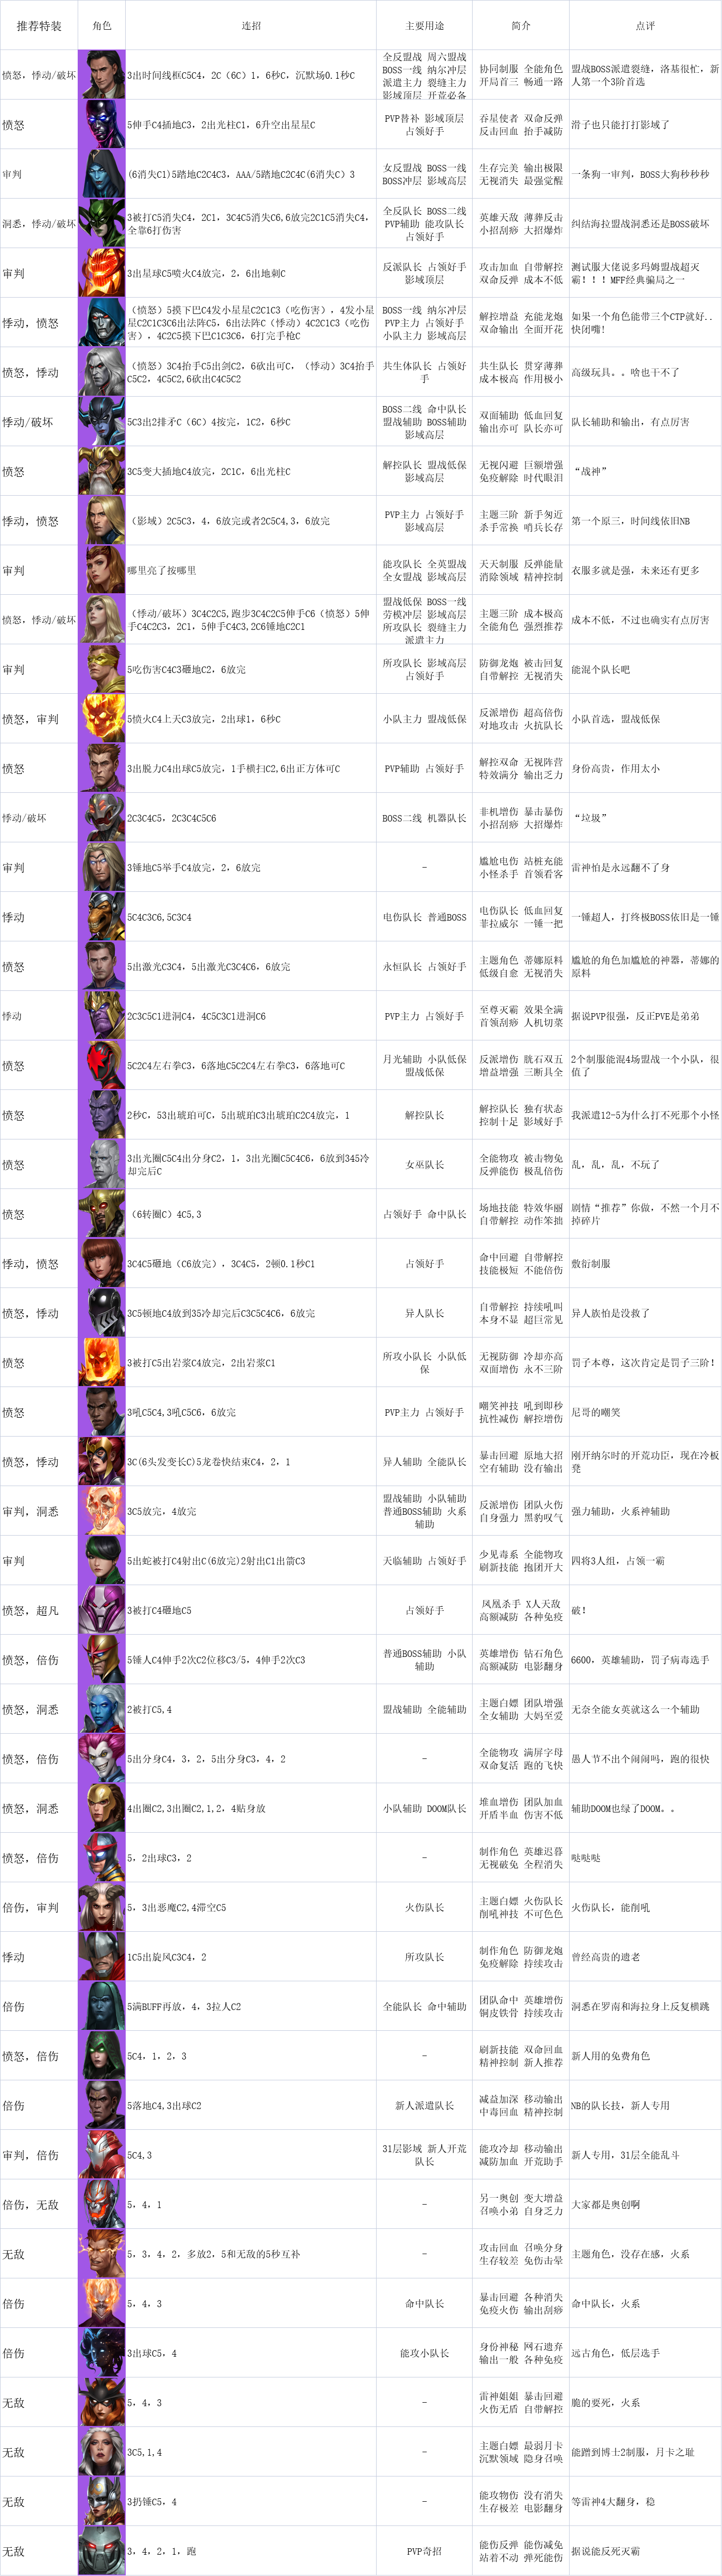 推荐特装 角色 连招 主要用途 简介 点评
愤怒，悸动/破坏 3出时间线框C5C4，2C（6C）1，6秒C，沉默场0.1秒C
全反盟战 周六盟战
BOSS一线 纳尔冲层
派遣主力 裂缝主力
影域顶层 开荒必备
协同制服 全能角色
开局首三 畅通一路
盟战BOSS派遣裂缝，洛基很忙，新
人第一个3阶首选
愤怒 5伸手C4插地C3，2出光柱C1，6升空出星星C
PVP替补 影域顶层
占领好手
吞星使者 双命反弹
反击回血 抬手减防
滑子也只能打打影域了
审判 (6消失C1)5踏地C2C4C3，AAA/5踏地C2C4C(6消失C）3
女反盟战 BOSS一线
BOSS冲层 影域高层
生存完美 输出极限
无视消失 最强觉醒
一条狗一审判，BOSS大狗秒秒秒
洞悉，悸动/破坏
3被打C5消失C4，2C1，3C4C5消失C6,6放完2C1C5消失C4，
全靠6打伤害
全反队长 BOSS二线
PVP辅助 能攻队长
占领好手
英雄天敌 薄葬反击
小招刮痧 大招爆炸
纠结海拉盟战洞悉还是BOSS破坏
审判 3出星球C5喷火C4放完，2，6出地刺C
反派队长 占领好手
影域顶层
攻击加血 自带解控
双命反弹 成本不低
测试服大佬说多玛姆盟战超灭
霸！！！MFF经典骗局之一
悸动，愤怒
（愤怒）5摸下巴C4发小星星C2C1C3（吃伤害），4发小星
星C2C1C3C6出法阵C5，6出法阵C（悸动）4C2C1C3（吃伤
害），4C2C5摸下巴C1C3C6，6打完手枪C
BOSS一线 纳尔冲层
PVP主力 占领好手
小队主力 影域高层
解控增益 充能龙炮
双命输出 全面开花
如果一个角色能带三个CTP就好..
快闭嘴!
愤怒，悸动
（愤怒）3C4抬手C5出剑C2，6砍出可C，（悸动）3C4抬手
C5C2，4C5C2,6砍出C4C5C2
共生体队长 占领好
手
共生队长 贯穿薄葬
成本极高 作用极小
高级玩具。。啥也干不了
悸动/破坏 5C3出2排矛C（6C）4按完，1C2，6秒C
BOSS二线 命中队长
盟战辅助 BOSS辅助
影域高层
双面辅助 低血回复
输出亦可 队长亦可
队长辅助和输出，有点厉害
愤怒 3C5变大插地C4放完，2C1C，6出光柱C
解控队长 盟战低保
影域高层
无视闪避 巨额增强
免疫解除 时代眼泪
“战神”
悸动，愤怒 （影域）2C5C3，4，6放完或者2C5C4,3，6放完
PVP主力 占领好手
影域高层
主题三阶 新手匆近
杀手常换 哨兵长存
第一个原三，时间线依旧NB
审判 哪里亮了按哪里
能攻队长 全英盟战
全女盟战 影域高层
天天制服 反弹能量
消除领域 精神控制
衣服多就是强，未来还有更多
愤怒，悸动/破坏
（悸动/破坏）3C4C2C5,跑步3C4C2C5伸手C6（愤怒）5伸
手C4C2C3，2C1，5伸手C4C3,2C6锤地C2C1
盟战低保 BOSS一线
劳模冲层 影域高层
所攻队长 裂缝主力
派遣主力
主题三阶 成本极高
全能角色 强烈推荐
成本不低，不过也确实有点厉害
审判 5吃伤害C4C3砸地C2，6放完
所攻队长 影域高层
占领好手
防御龙炮 被击回复
自带解控 无视消失
能混个队长吧
愤怒，审判 5愤火C4上天C3放完，2出球1，6秒C
小队主力 盟战低保
反派增伤 超高倍伤
对地攻击 火抗队长
小队首选，盟战低保
愤怒 3出脱力C4出球C5放完，1手横扫C2,6出正方体可C
PVP辅助 占领好手
解控双命 无视阵营
特效满分 输出乏力
身份高贵，作用太小
悸动/破坏 2C3C4C5，2C3C4C5C6
BOSS二线 机器队长
非机增伤 暴击暴伤
小招刮痧 大招爆炸
“垃圾”
审判 3锤地C5举手C4放完，2，6放完
-
尴尬电伤 站桩充能
小怪杀手 首领看客
雷神怕是永远翻不了身
悸动 5C4C3C6,5C3C4
电伤队长 普通BOSS
电伤队长 低血回复
菲拉威尔 一锤一把
一锤超人，打终极BOSS依旧是一锤
愤怒 5出激光C3C4，5出激光C3C4C6，6放完
永恒队长 占领好手
主题角色 蒂娜原料
低级自愈 无视消失
尴尬的角色加尴尬的神器，蒂娜的
原料
悸动 2C3C5C1进洞C4，4C5C3C1进洞C6
PVP主力 占领好手
至尊灭霸 效果全满
首领刮痧 人机切菜
据说PVP很强，反正PVE是弟弟
愤怒 5C2C4左右拳C3，6落地C5C2C4左右拳C3，6落地可C
月光辅助 小队低保
盟战低保
反派增伤 胱石双五
增益增强 三断具全
2个制服能混4场盟战一个小队，很
值了
愤怒 2秒C，53出琥珀可C，5出琥珀C3出琥珀C2C4放完，1
解控队长
解控队长 独有状态
控制十足 影域好手
我派遣12-5为什么打不死那个小怪
愤怒
3出光圈C5C4出分身C2，1，3出光圈C5C4C6，6放到345冷
却完后C
女巫队长
全能物攻 被击物免
反弹能伤 极乱倍伤
乱，乱，乱，不玩了
愤怒 （6转圈C）4C5,3
占领好手 命中队长
场地技能 特效华丽
自带解控 动作笨拙
剧情“推荐”你做，不然一个月不
掉碎片
悸动，愤怒 3C4C5砸地（C6放完），3C4C5，2顿0.1秒C1
占领好手
命中回避 自带解控
技能极短 不能倍伤
敷衍制服
愤怒，悸动 3C5顿地C4放到35冷却完后C3C5C4C6，6放完
异人队长
自带解控 持续吼叫
本身不显 超巨常见
异人族怕是没救了
愤怒 3被打C5出岩浆C4放完，2出岩浆C1
所攻小队长 小队低
保
无视防御 冷却亦高
双面增伤 永不三阶
罚子本尊，这次肯定是罚子三阶！
愤怒 3吼C5C4,3吼C5C6，6放完
PVP主力 占领好手
嘲笑神技 吼到即秒
抗性减伤 解控增伤
尼哥的嘲笑
愤怒，悸动 3C(6头发变长C)5龙卷快结束C4，2，1
异人辅助 全能队长
暴击回避 原地大招
空有辅助 没有输出
刚开纳尔时的开荒功臣，现在冷板
凳
审判，洞悉 3C5放完，4放完
盟战辅助 小队辅助
普通BOSS辅助 火系
辅助
反派增伤 团队火伤
自身强力 黑豹叹气
强力辅助，火系神辅助
审判 5出蛇被打C4射出C(6放完)2射出C1出箭C3
天临辅助 占领好手
少见毒系 全能物攻
刷新技能 抱团开大
四将3人组，占领一霸
愤怒，超凡 3被打C4砸地C5
占领好手
凤凰杀手 X人天敌
高额减防 各种免疫
破！
愤怒，倍伤 5锤人C4伸手2次C2位移C3/5，4伸手2次C3
普通BOSS辅助 小队
辅助
英雄增伤 钻石角色
高额减防 电影翻身
6600，英雄辅助，罚子病毒选手
愤怒，洞悉 2被打C5,4
盟战辅助 全能辅助
主题白嫖 团队增强
全女辅助 大妈至爱
无奈全能女英就这么一个辅助
愤怒，倍伤 5出分身C4，3，2，5出分身C3，4，2
-
全能物攻 满屏字母
双命复活 跑的飞快
愚人节不出个闹闹吗，跑的很快
愤怒，洞悉 4出圈C2,3出圈C2,1,2，4贴身放
小队辅助 DOOM队长
堆血增伤 团队加血
开盾半血 伤害不低
辅助DOOM也绿了DOOM。。
愤怒，倍伤 5，2出球C3，2
-
制作角色 英雄迟暮
无视破免 全程消失
哒哒哒
倍伤，审判 5，3出恶魔C2,4滞空C5
火伤队长
主题白嫖 火伤队长
削吼神技 不可色色
火伤队长，能削吼
悸动 1C5出旋风C3C4，2
所攻队长
制作角色 防御龙炮
免疫解除 持续攻击
曾经高贵的遗老
倍伤 5满BUFF再放，4，3拉人C2
全能队长 命中辅助
团队命中 英雄增伤
铜皮铁骨 持续攻击
洞悉在罗南和海拉身上反复横跳
愤怒，倍伤 5C4，1，2，3
-
刷新技能 双命回血
精神控制 新人推荐
新人用的免费角色
倍伤 5落地C4,3出球C2
新人派遣队长
减益加深 移动输出
中毒回血 精神控制
NB的队长技，新人专用
审判，倍伤 5C4,3
31层影域 新人开荒
队长
能攻冷却 移动输出
减防加血 开荒助手
新人专用，31层全能乱斗
倍伤，无敌 5，4，1
-
另一奥创 变大增益
召唤小弟 自身乏力
大家都是奥创啊
无敌 5，3，4，2，多放2，5和无敌的5秒互补
-
攻击回血 召唤分身
生存较差 免伤击晕
主题角色，没存在感，火系
倍伤 5，4，3
命中队长
暴击回避 各种消失
免疫火伤 输出刮痧
命中队长，火系
倍伤 3出球C5，4
能攻小队长
身份神秘 网石遗弃
输出一般 各种免疫
远古角色，低层选手
无敌 5，4，3
-
雷神姐姐 暴击回避
火伤无盾 自带解控
脆的要死，火系
无敌 3C5,1,4
-
主题白嫖 最弱月卡
沉默领域 隐身召唤
能蹭到博士2制服，月卡之耻
无敌 3扔锤C5，4
-
能攻物伤 没有消失
生存极差 电影翻身
等雷神4大翻身，稳
无敌 3，4，2，1，跑
PVP奇招
能伤反弹 能伤减免
站着不动 弹死能伤
据说能反死灭霸